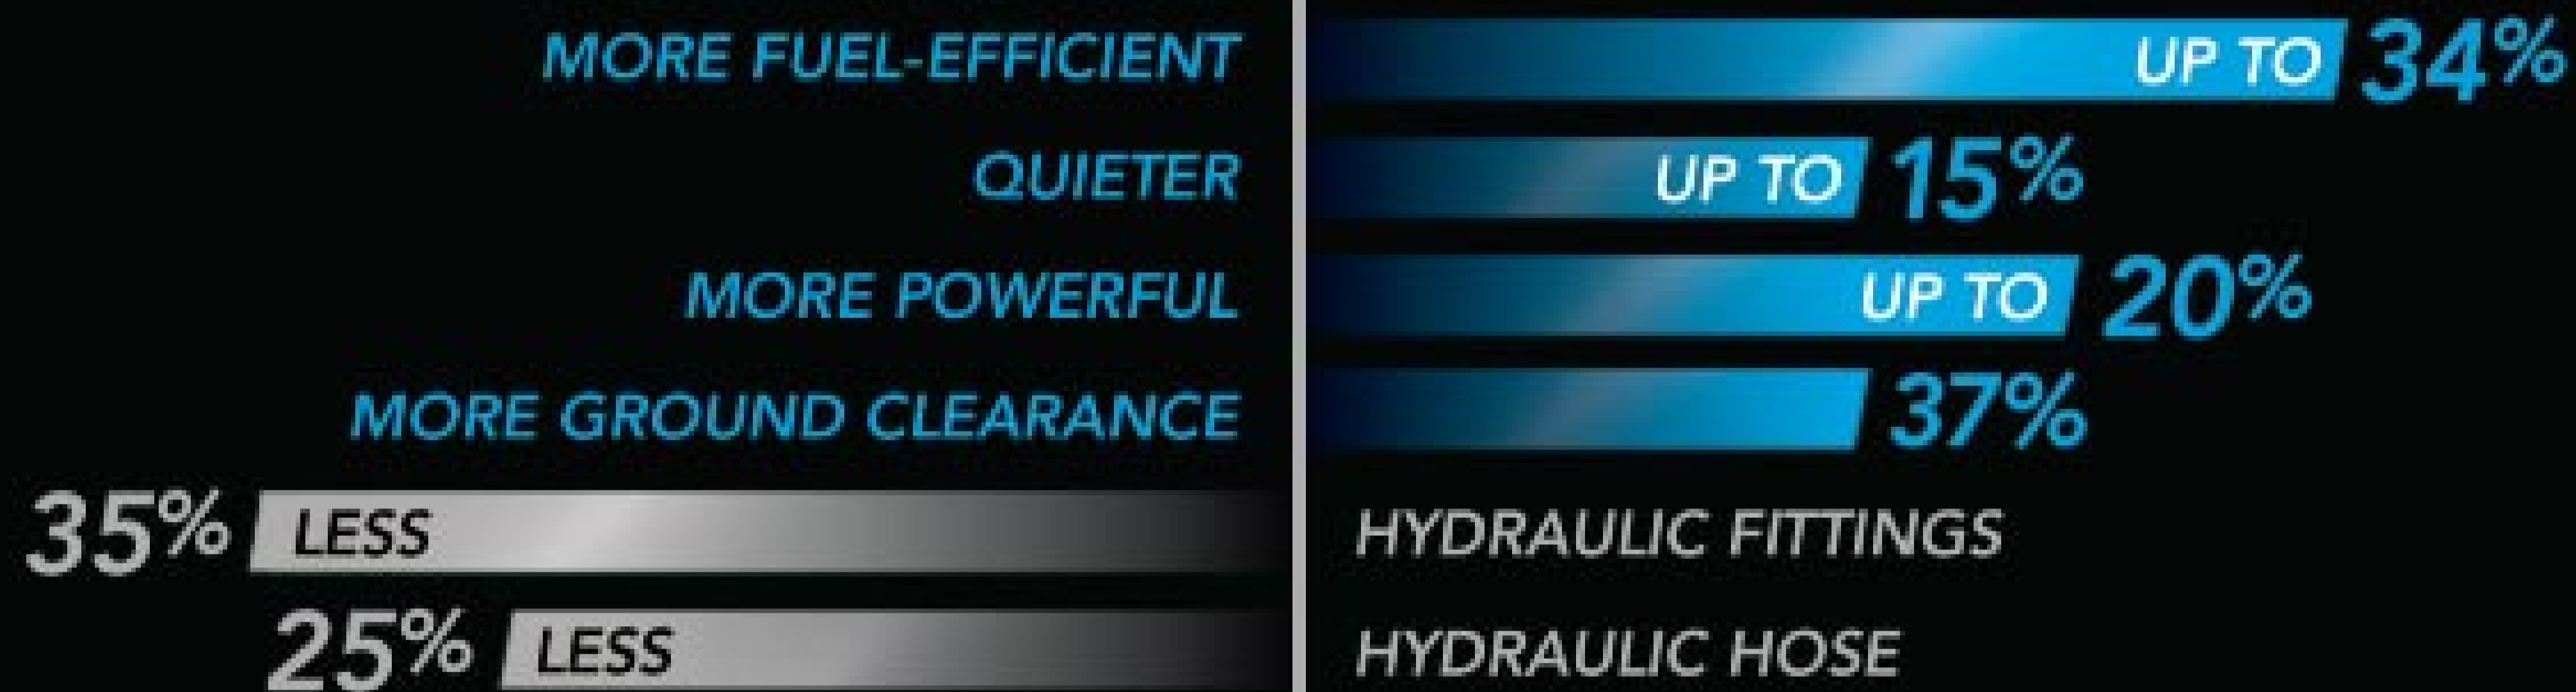 MORE FUEL-EFFICIENT UP TO 34%
QUIETER UP TO 15%
MORE POWERFUL UP TO 20%
MORE GROUND CLEARANCE 37%
35% LESS HYDRAULIC FITTINGS
25% LESS HYDRAULIC HOSE